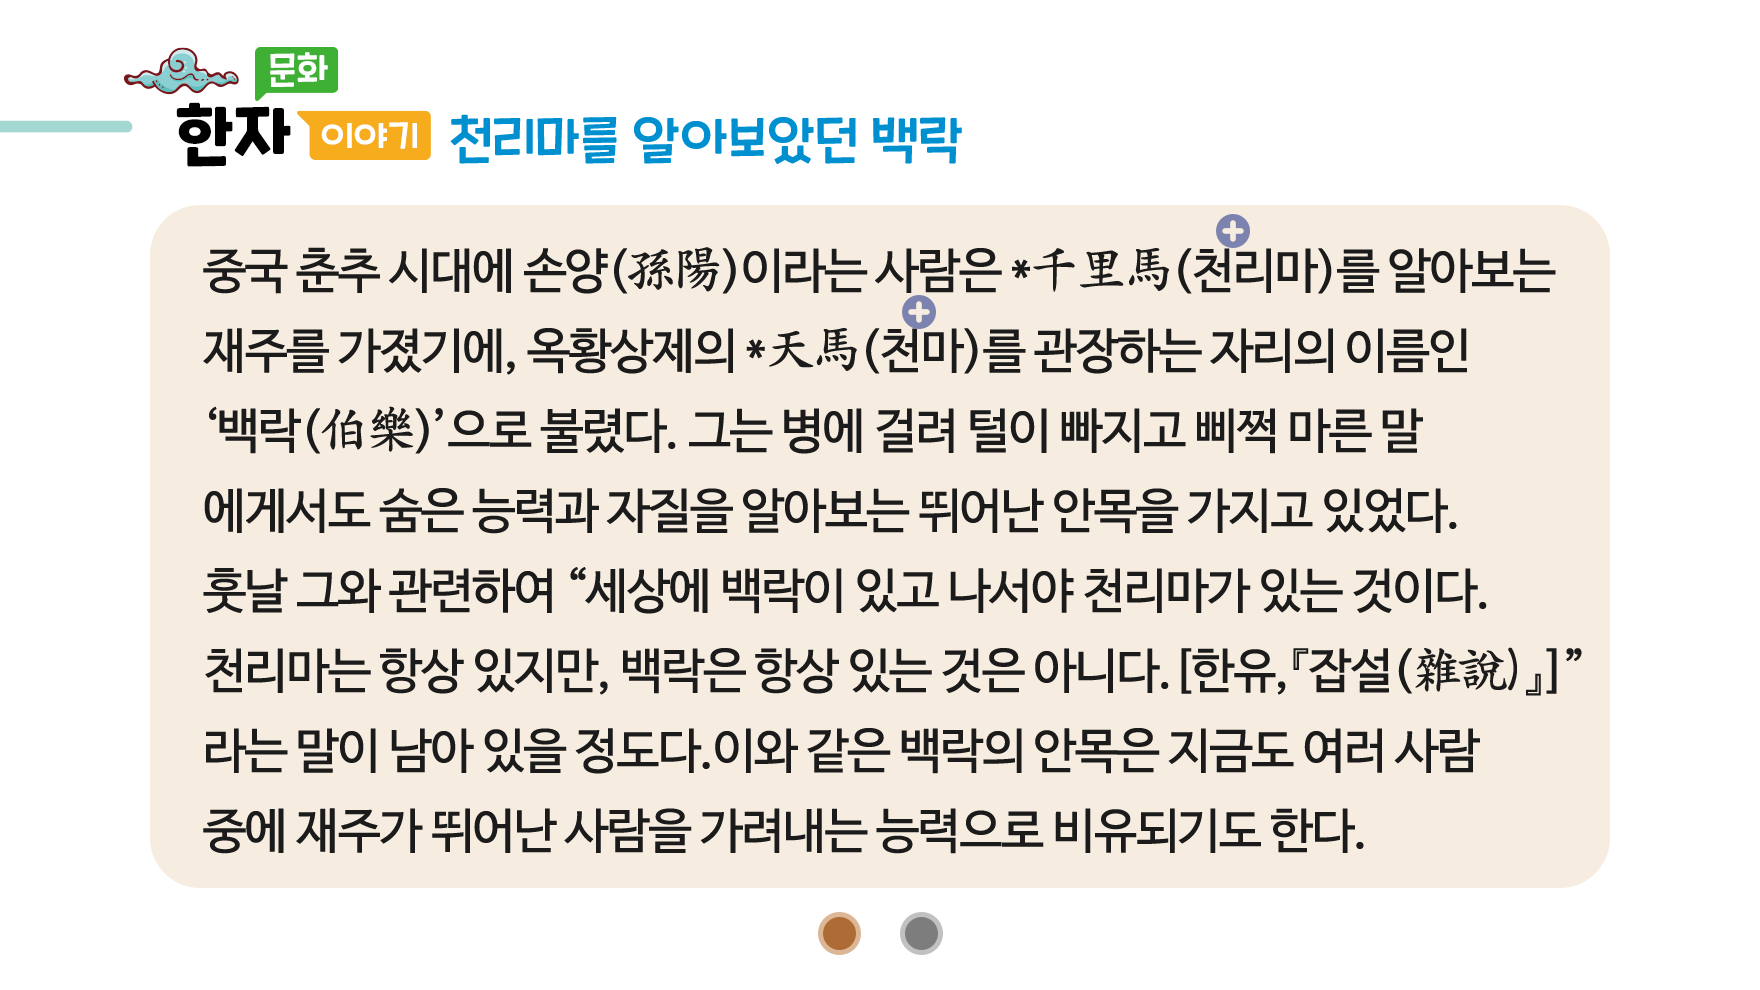 문화
한자 이야기 천리마를 알아보았던 백락
중국 춘추 시대에 손양(孫陽)이라는 사람은 *千里馬(천리마)를 알아보는
재주를 가졌기에, 옥황상제의 *天馬(천마)를 관장하는 자리의 이름인
‘백락(伯樂)’으로 불렸다. 그는 병에 걸려 털이 빠지고 삐쩍 마른 말
에게서도 숨은 능력과 자질을 알아보는 뛰어난 안목을 가지고 있었다.
훗날 그와 관련하여 “세상에 백락이 있고 나서야 천리마가 있는 것이다.
천리마는 항상 있지만, 백락은 항상 있는 것은 아니다. [한유,『잡설(雜說)』]”
라는 말이 남아 있을 정도다.이와 같은 백락의 안목은 지금도 여러 사람
중에 재주가 뛰어난 사람을 가려내는 능력으로 비유되기도 한다.